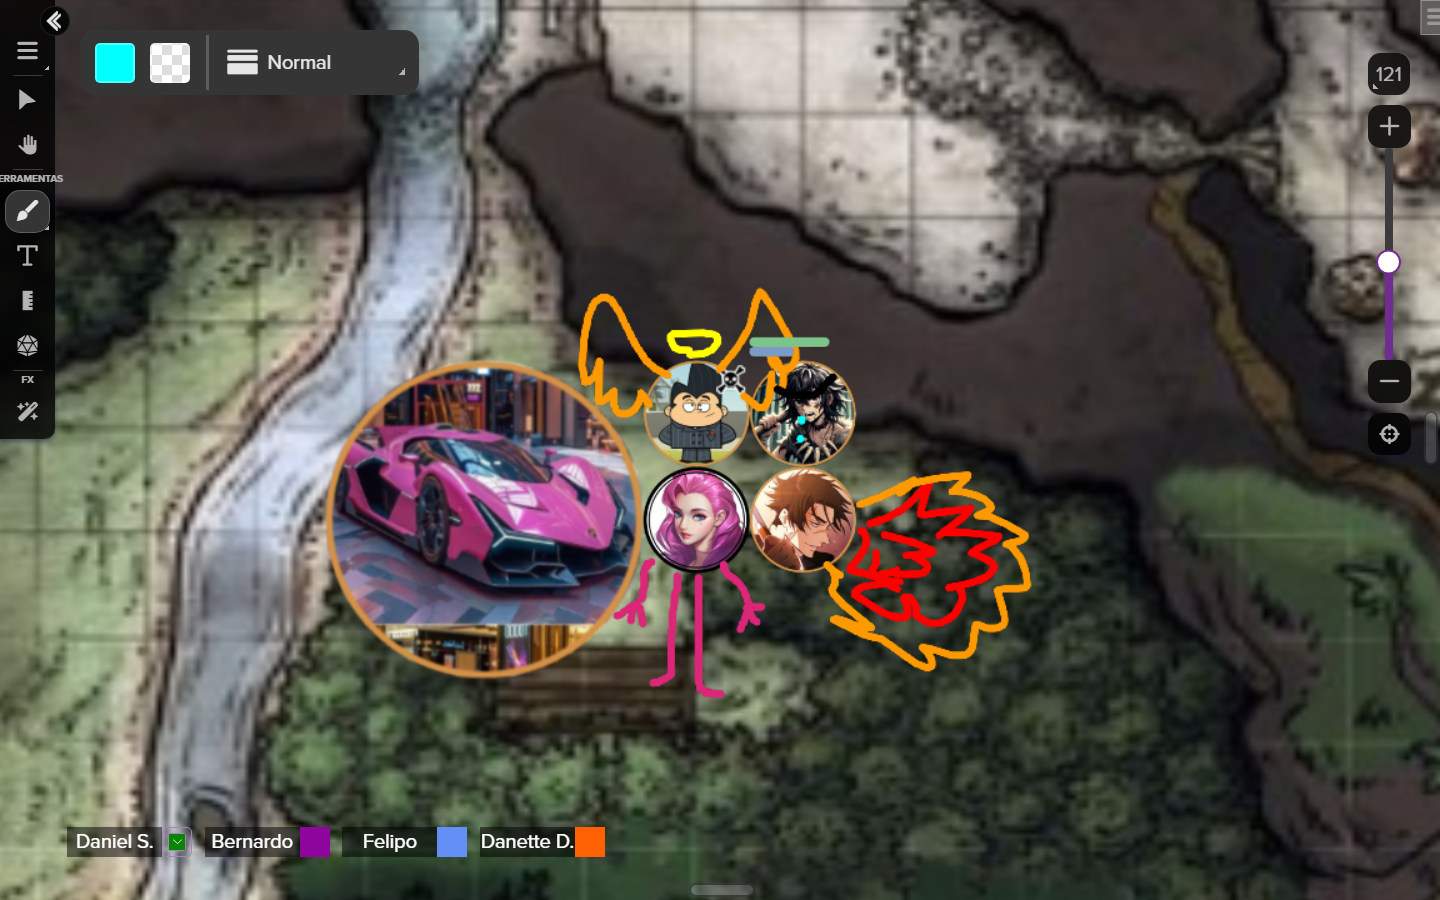 Normal
121
ERRAMENTAS
FX
Daniel S.
Bernardo
Felipo
Danette D.